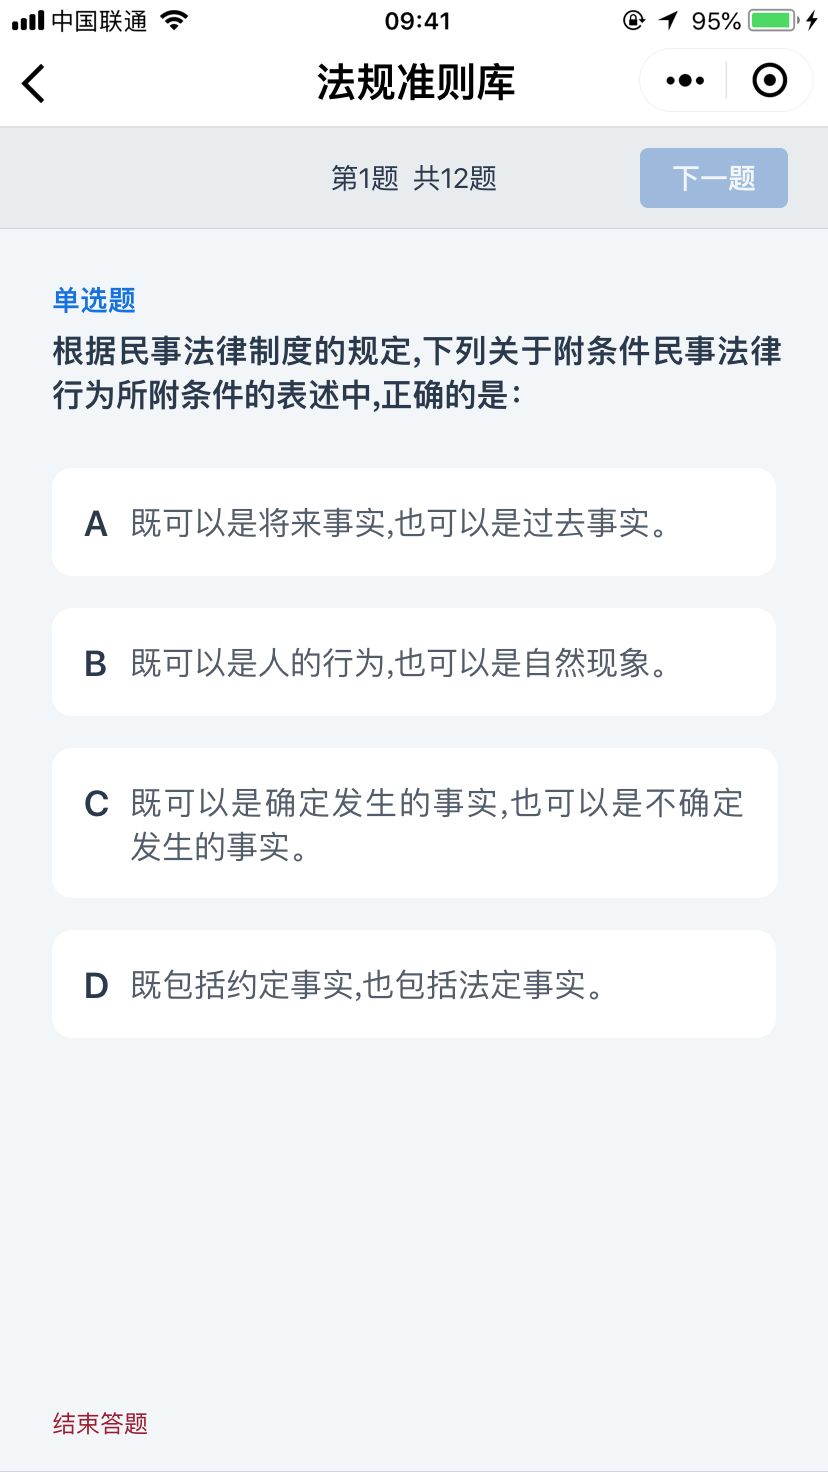 中国联通
09:41
95%
法规准则库
第1题 共12题
下一题
单选题
根据民事法律制度的规定,下列关于附条件民事法律
行为所附条件的表述中,正确的是：
A 既可以是将来事实,也可以是过去事实。
B 既可以是人的行为,也可以是自然现象。
C 既可以是确定发生的事实,也可以是不确定
发生的事实。
D 既包括约定事实,也包括法定事实。
结束答题